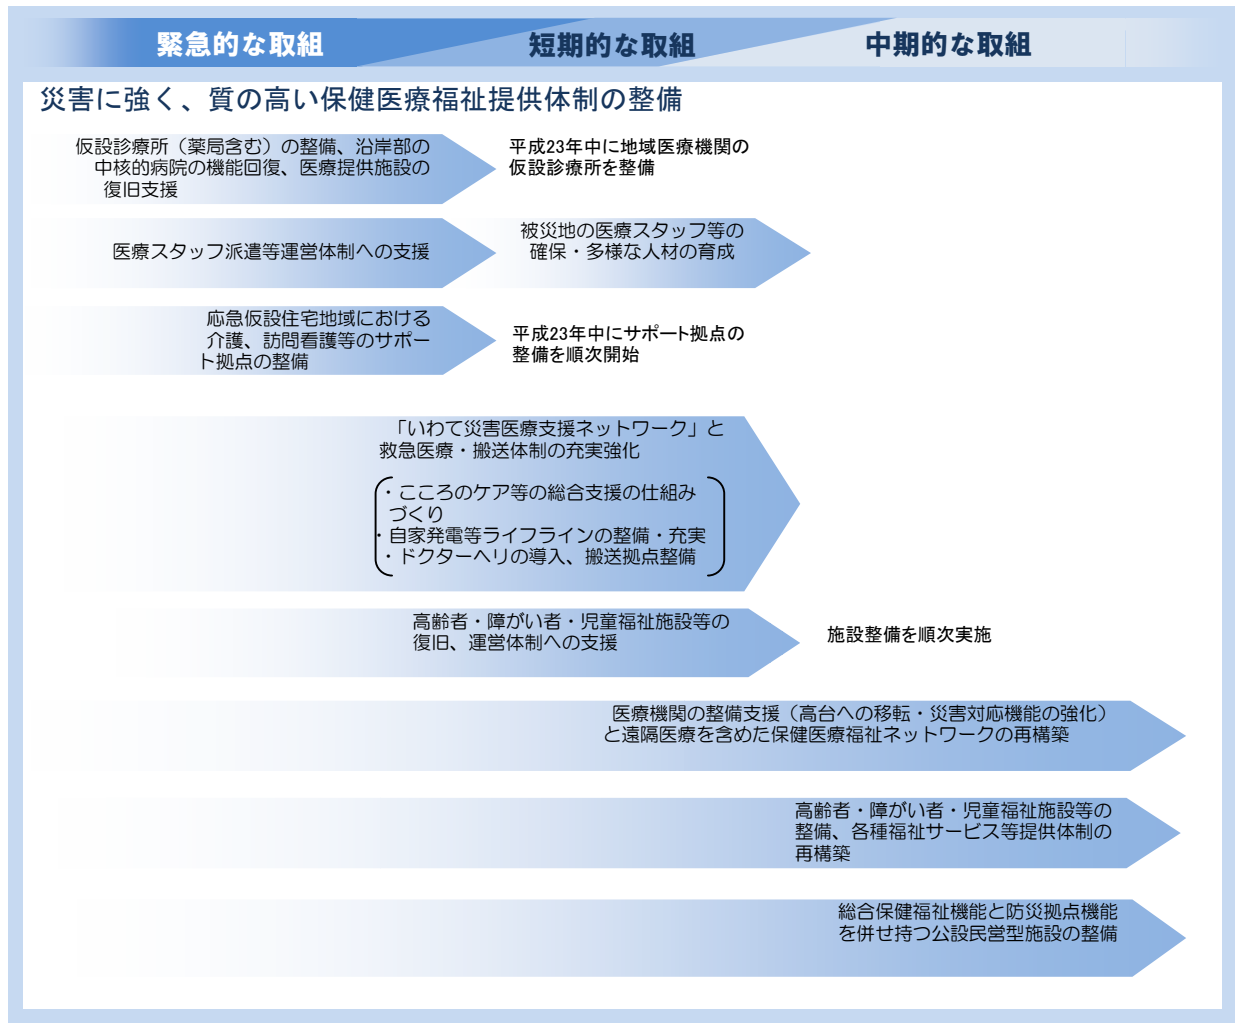 緊急的な取組
短期的な取組
中期的な取組
災害に強く、質の高い保健医療福祉提供体制の整備
仮設診療所（薬局含む）の整備、沿岸部の
中核的病院の機能回復、医療提供施設の
復旧支援
平成23年中に地域医療機関の
仮設診療所を整備
医療スタッフ派遣等運営体制への支援
被災地の医療スタッフ等の
確保・多様な人材の育成
応急仮設住宅地域における
介護、訪問看護等のサポー
ト拠点の整備
平成23年中にサポート拠点の
整備を順次開始
「いわて災害医療支援ネットワーク」と
救急医療・搬送体制の充実強化
・こころのケア等の総合支援の仕組み
づくり
・自家発電等ライフラインの整備・充実
・ドクターヘリの導入、搬送拠点整備
高齢者・障がい者・児童福祉施設等の
復旧、運営体制への支援
施設整備を順次実施
医療機関の整備支援（高台への移転・災害対応機能の強化）
と遠隔医療を含めた保健医療福祉ネットワークの再構築
高齢者・障がい者・児童福祉施設等の
整備、各種福祉サービス等提供体制の
再構築
総合保健福祉機能と防災拠点機能
を併せ持つ公設民営型施設の整備